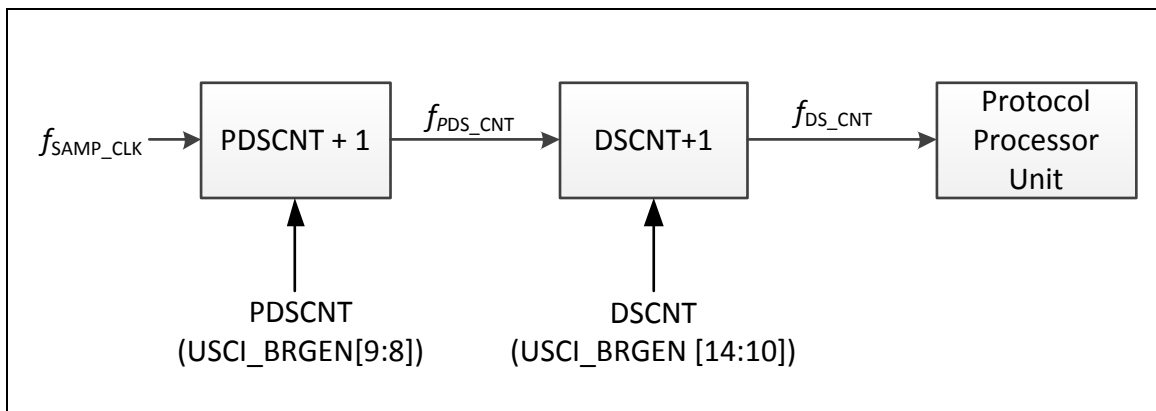 fSAMP_CLK
PDSCNT + 1
fPDS_CNT
DSCNT+1
fDS_CNT
Protocol
Processor
Unit
PDSCNT
(USCI_BRGEN[9:8])
DSCNT
(USCI_BRGEN [14:10])